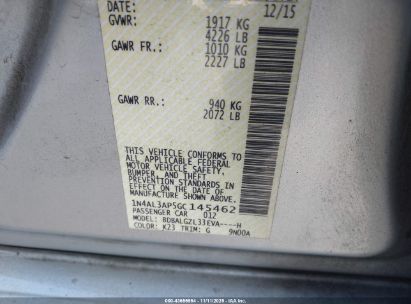 DATE: 12/15
GVWR: 1917 KG
4226 LB
GAWR FR.: 1010 KG
2227 LB
GAWR RR.: 940 KG
2072 LB
THIS VEHICLE CONFORMS TO
ALL APPLICABLE FEDERAL
MOTOR VEHICLE SAFETY,
BUMPER, AND THEFT
PREVENTION STANDARDS IN
EFFECT ON THE DATE OF
MANUFACTURE SHOWN ABOVE.
1N4AL3AP5GC145462
PASSENGER CAR 012
MODEL: BDBALGZL33EVA----H
COLOR: K23 TRIM: G 9N00A